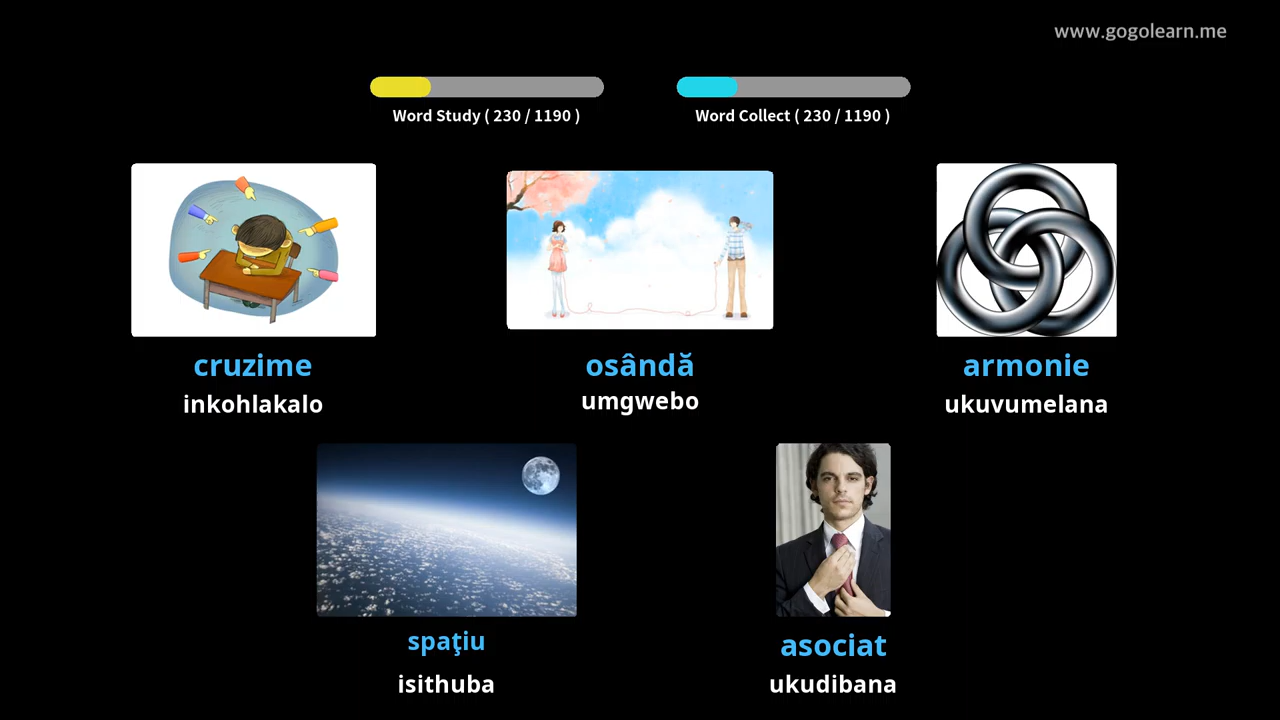 www.gogolearn.me
Word Study ( 230 / 1190 )
Word Collect ( 230 / 1190 )
cruzime
inkohlakalo
osândă
umgwebo
armonie
ukuvumelana
spaţiu
isithuba
asociat
ukudibana